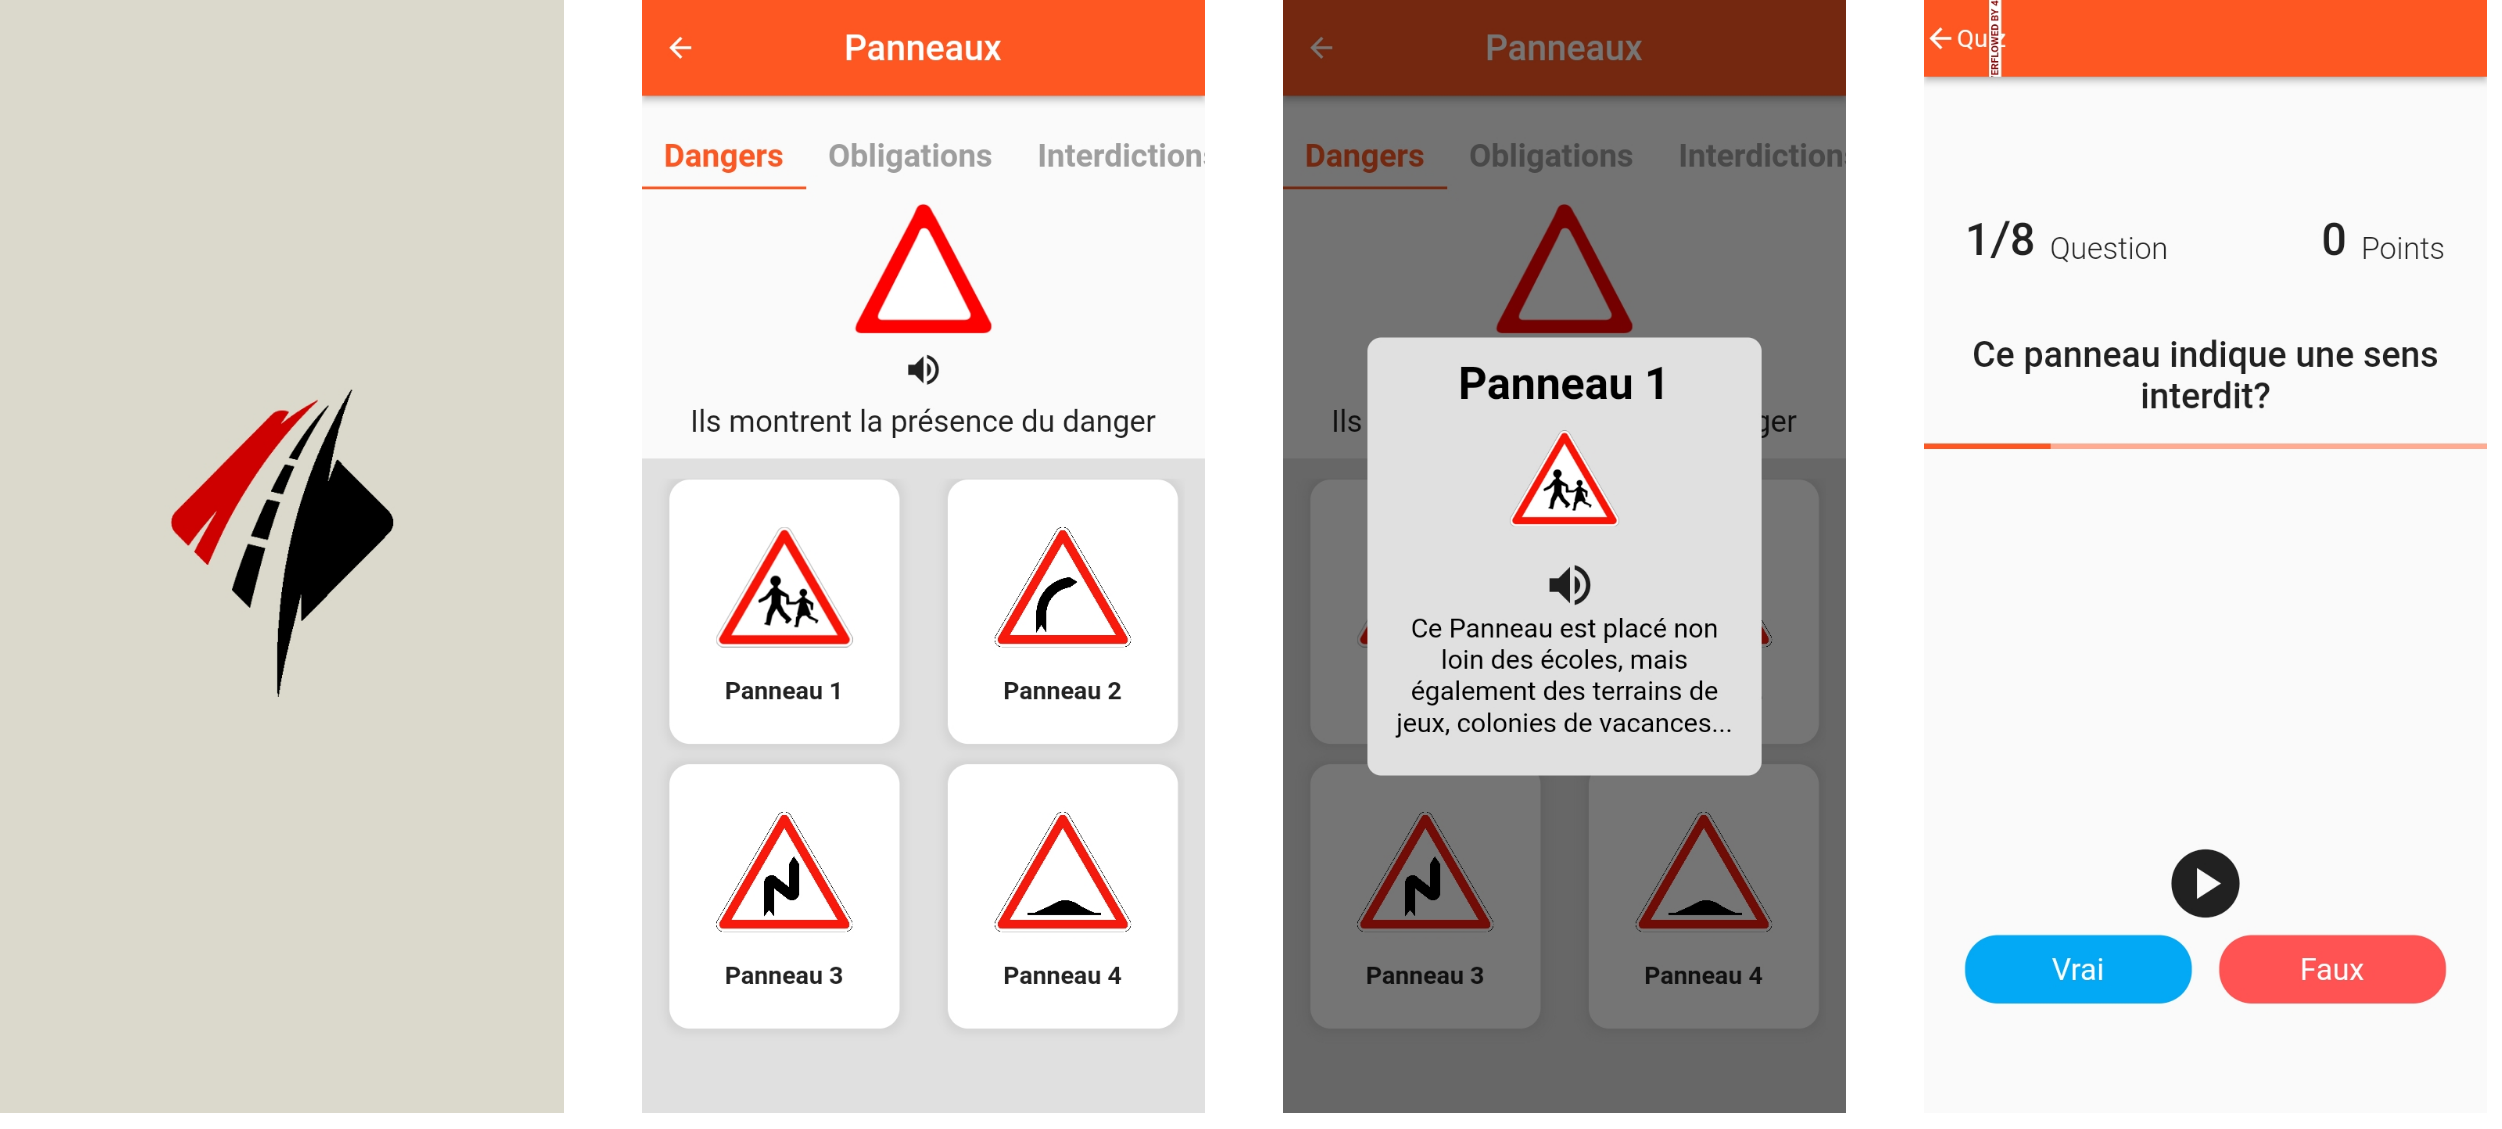 Panneaux
Dangers Obligations Interdictions
Ils montrent la présence du danger
Panneau 1 Panneau 2
Panneau 3 Panneau 4
Panneaux
Dangers Obligations Interdictions
Ils ger
Panneau 1
Ce Panneau est placé non
loin des écoles, mais
également des terrains de
jeux, colonies de vacances...
Panneau 3 Panneau 4
Quiz
ERFLOWED BY 4
1/8 Question 0 Points
Ce panneau indique une sens
interdit?
Vrai Faux